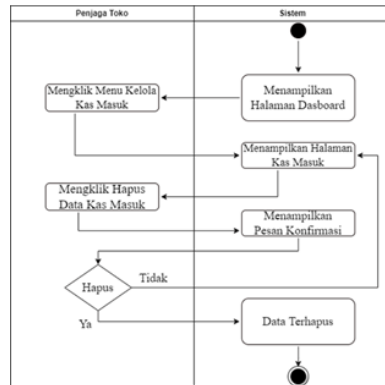 Penjaga Toko
Sistem
Menampilkan
Halaman Dasboard
Mengklik Menu Kelola
Kas Masuk
Menampilkan Halaman
Kas Masuk
Mengklik Hapus
Data Kas Masuk
Menampilkan
Pesan Konfirmasi
Hapus
Tidak
Ya
Data Terhapus